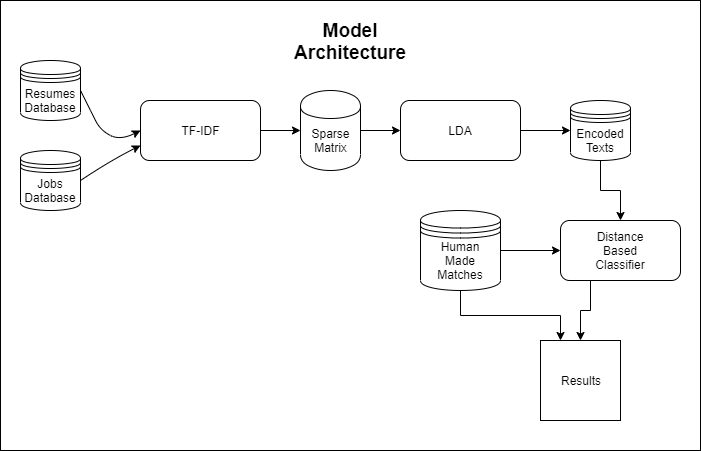 Model
Architecture
Resumes
Database
TF-IDF
Sparse
Matrix
LDA
Encoded
Texts
Jobs
Database
Human
Made
Matches
Distance
Based
Classifier
Results